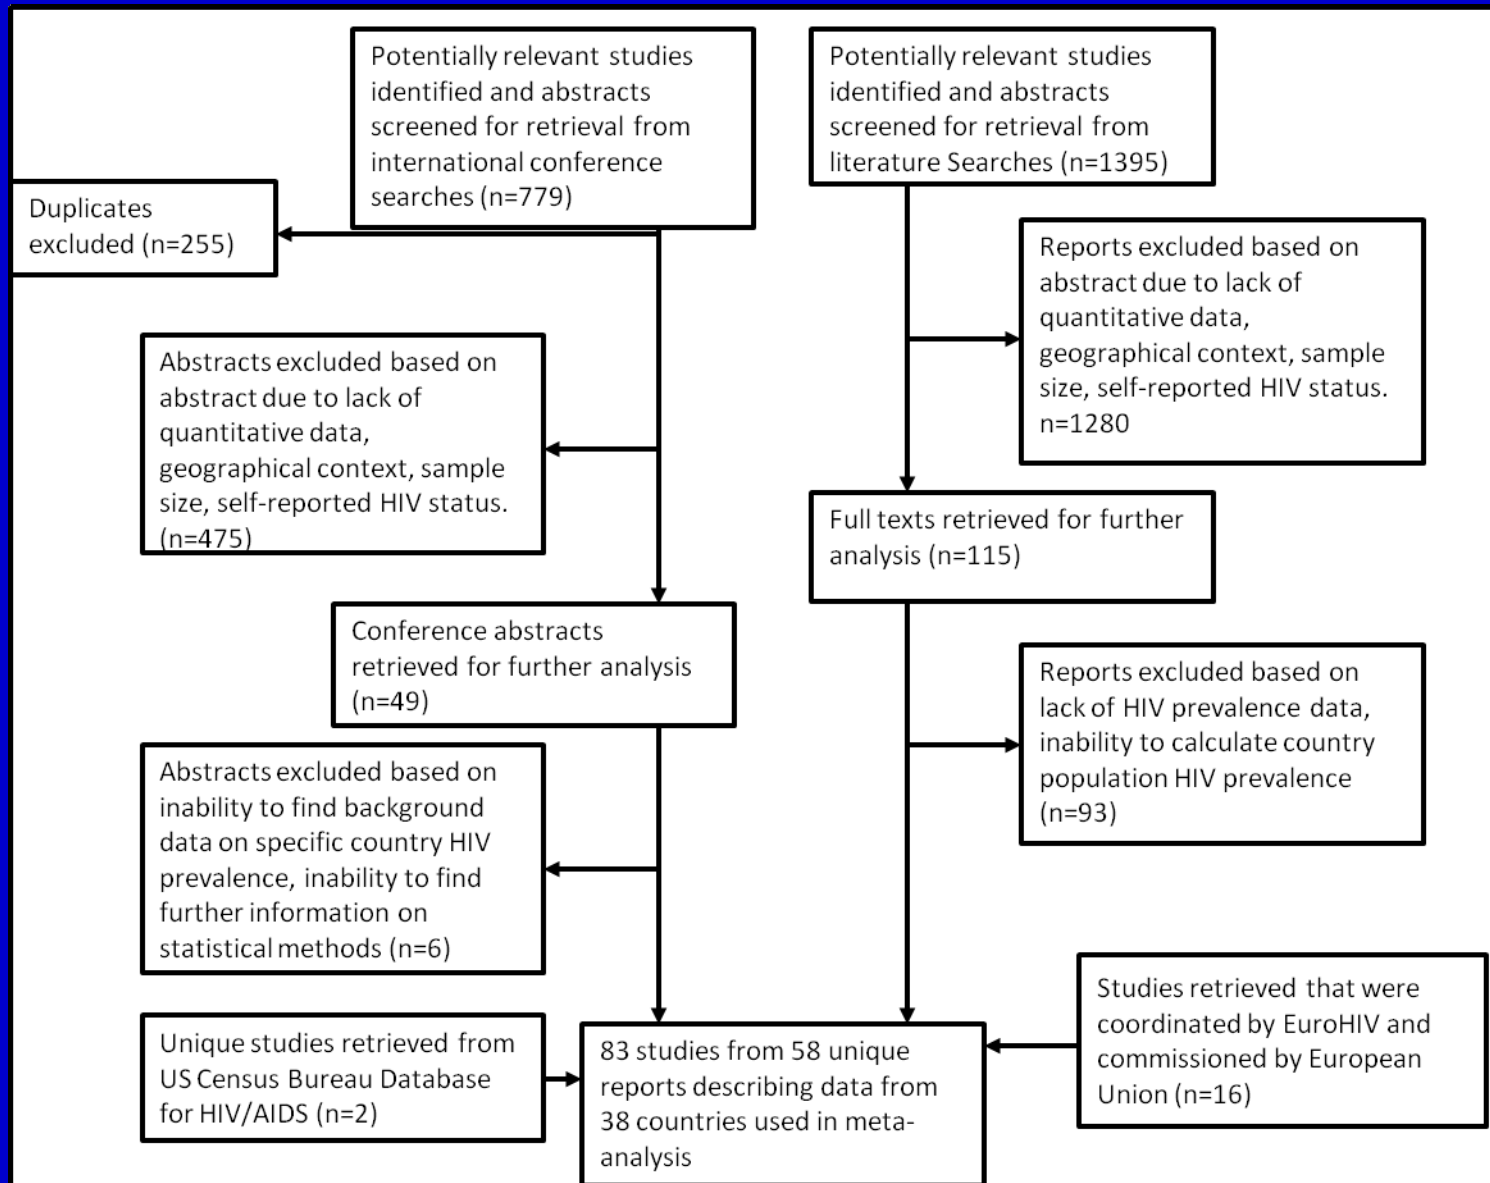 Potentially relevant studies
identified and abstracts
screened for retrieval from
international conference
searches (n=779)
Potentially relevant studies
identified and abstracts
screened for retrieval from
literature Searches (n=1395)
Duplicates
excluded (n=255)
Reports excluded based on
abstract due to lack of
quantitative data,
geographical context, sample
size, self-reported HIV status.
n=1280
Abstracts excluded based on
abstract due to lack of
quantitative data,
geographical context, sample
size, self-reported HIV status.
(n=475)
Full texts retrieved for further
analysis (n=115)
Conference abstracts
retrieved for further analysis
(n=49)
Reports excluded based on
lack of HIV prevalence data,
inability to calculate country
population HIV prevalence
(n=93)
Abstracts excluded based on
inability to find background
data on specific country HIV
prevalence, inability to find
further information on
statistical methods (n=6)
Studies retrieved that were
coordinated by EuroHIV and
commissioned by European
Union (n=16)
Unique studies retrieved from
US Census Bureau Database
for HIV/AIDS (n=2)
83 studies from 58 unique
reports describing data from
38 countries used in meta-
analysis